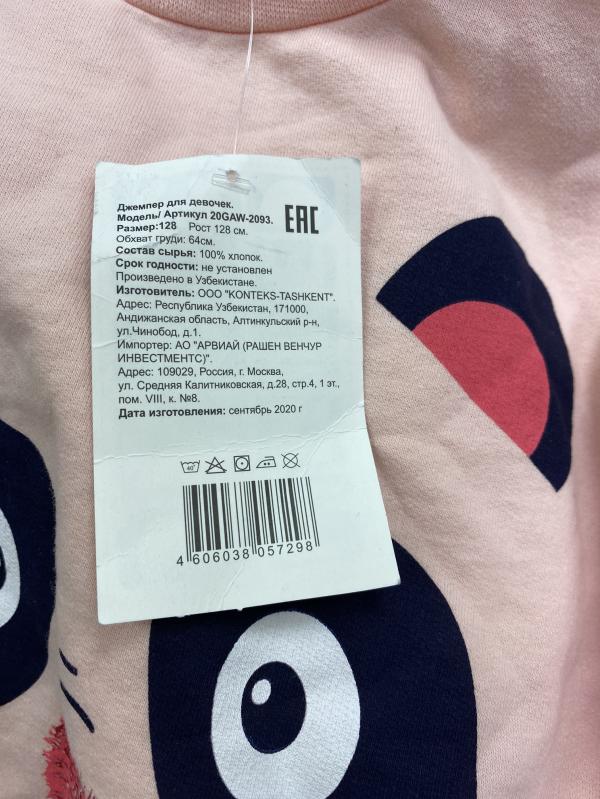 Джемпер для девочек.
Модель/ Артикул 20GAW-2093.
Размер:128 Рост 128 см.
Обхват груди: 64см.
Состав сырья: 100% хлопок.
Срок годности: не установлен
Произведено в Узбекистане.
Изготовитель: ООО "KONTEKS-TASHKENT".
Адрес: Республика Узбекистан, 171000,
Андижанская область, Алтинкульский р-н,
ул.Чинобод, д.1.
Импортер: АО "АРВИАЙ (РАШЕН ВЕНЧУР
ИНВЕСТМЕНТС)".
Адрес: 109029, Россия, г. Москва,
ул. Средняя Калитниковская, д.28, стр.4, 1 эт.,
пом. VIII, к. №8.
Дата изготовления: сентябрь 2020 г
EAC
40°
4 606038 057298